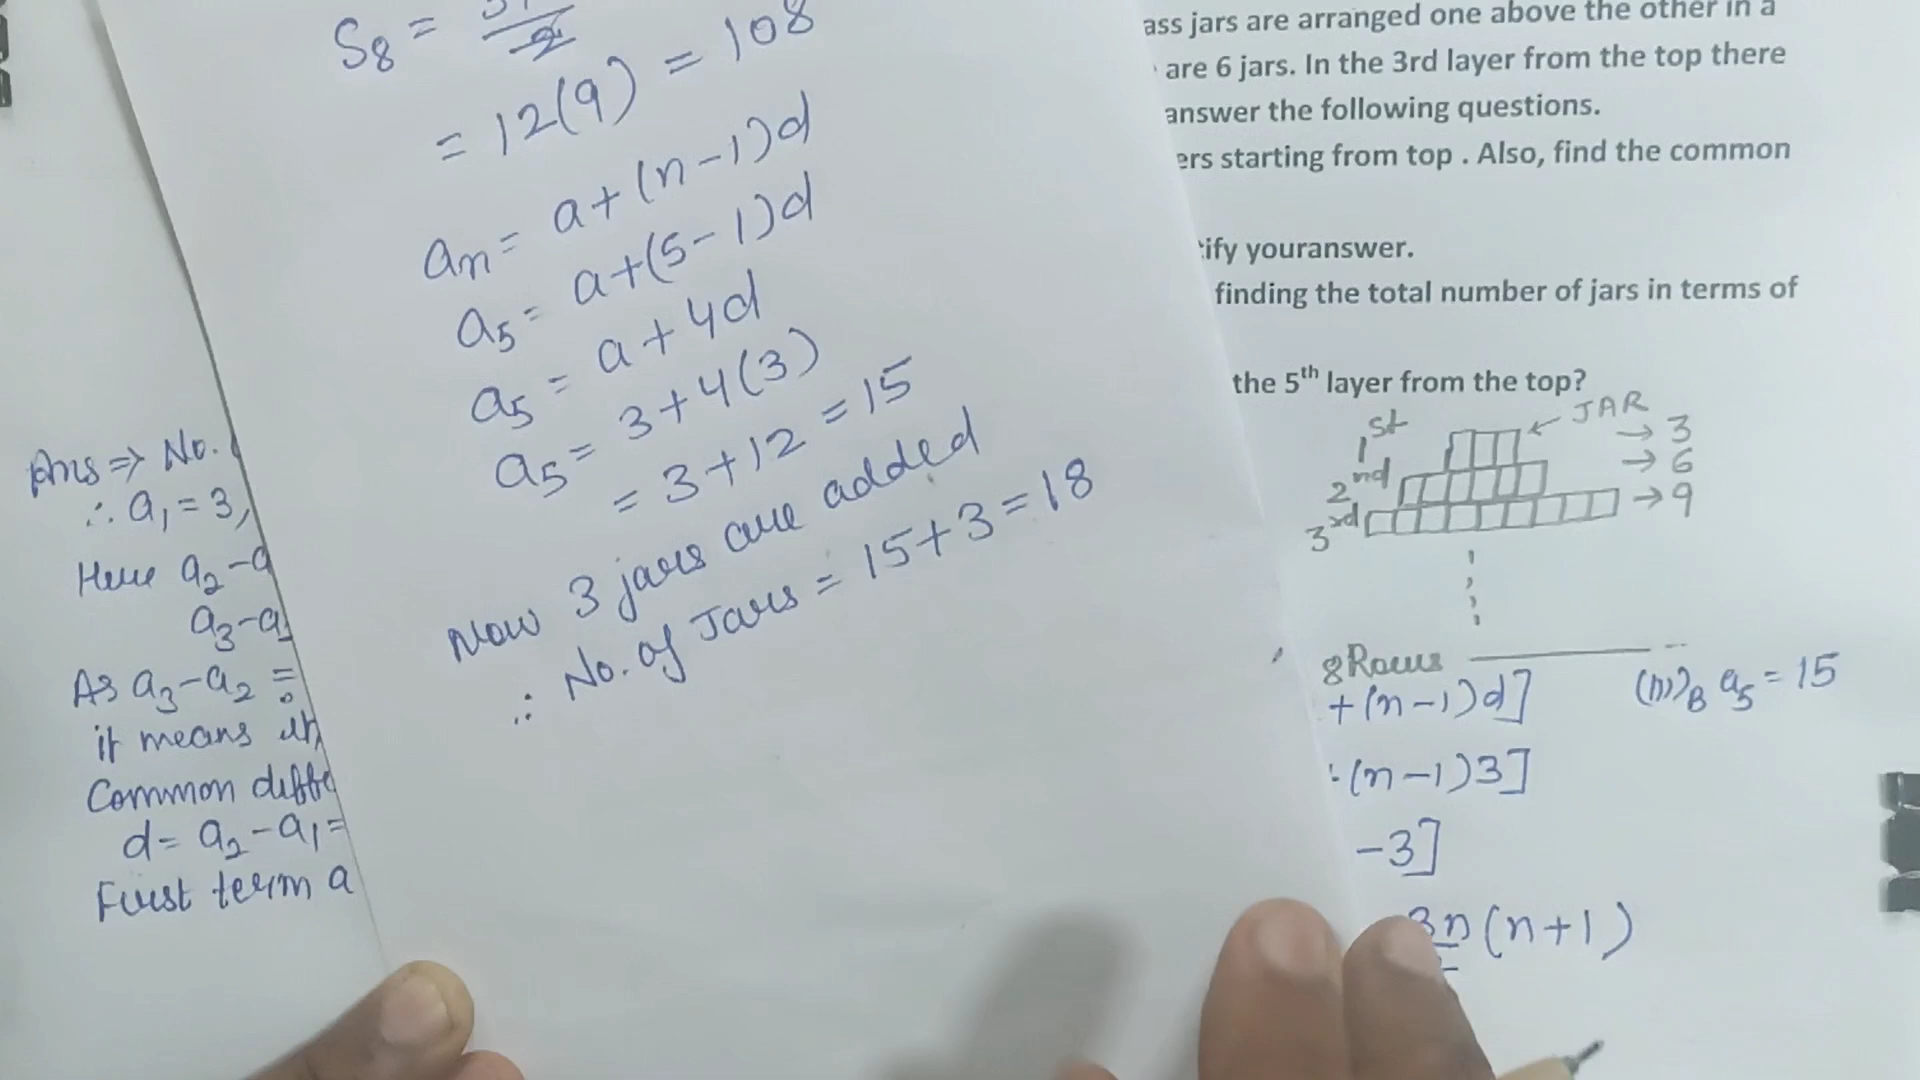 S8 =
= 12(9) = 108
an = a+(n-1)d
a5 = a+(5-1)d
a5 = a+4d
a5 = 3+4(3)
= 3+12 = 15
Now 3 jars are added
∴ No. of Jars = 15+3 = 18
Ans ⇒ No.
∴ a1 = 3,
Here a2-a
a3-a
As a3-a2 =
it means
Common diffe
d= a2-a1=
First term a
ass jars are arranged one above the other in a
are 6 jars. In the 3rd layer from the top there
answer the following questions.
ers starting from top . Also, find the common
ify youranswer.
finding the total number of jars in terms of
the 5th layer from the top?
1st
JAR
→ 3
2nd
→ 6
3rd
→ 9
8 Rows
+(n-1)d]
a5 = 15
(n-1)3]
-3]
3n (n+1)